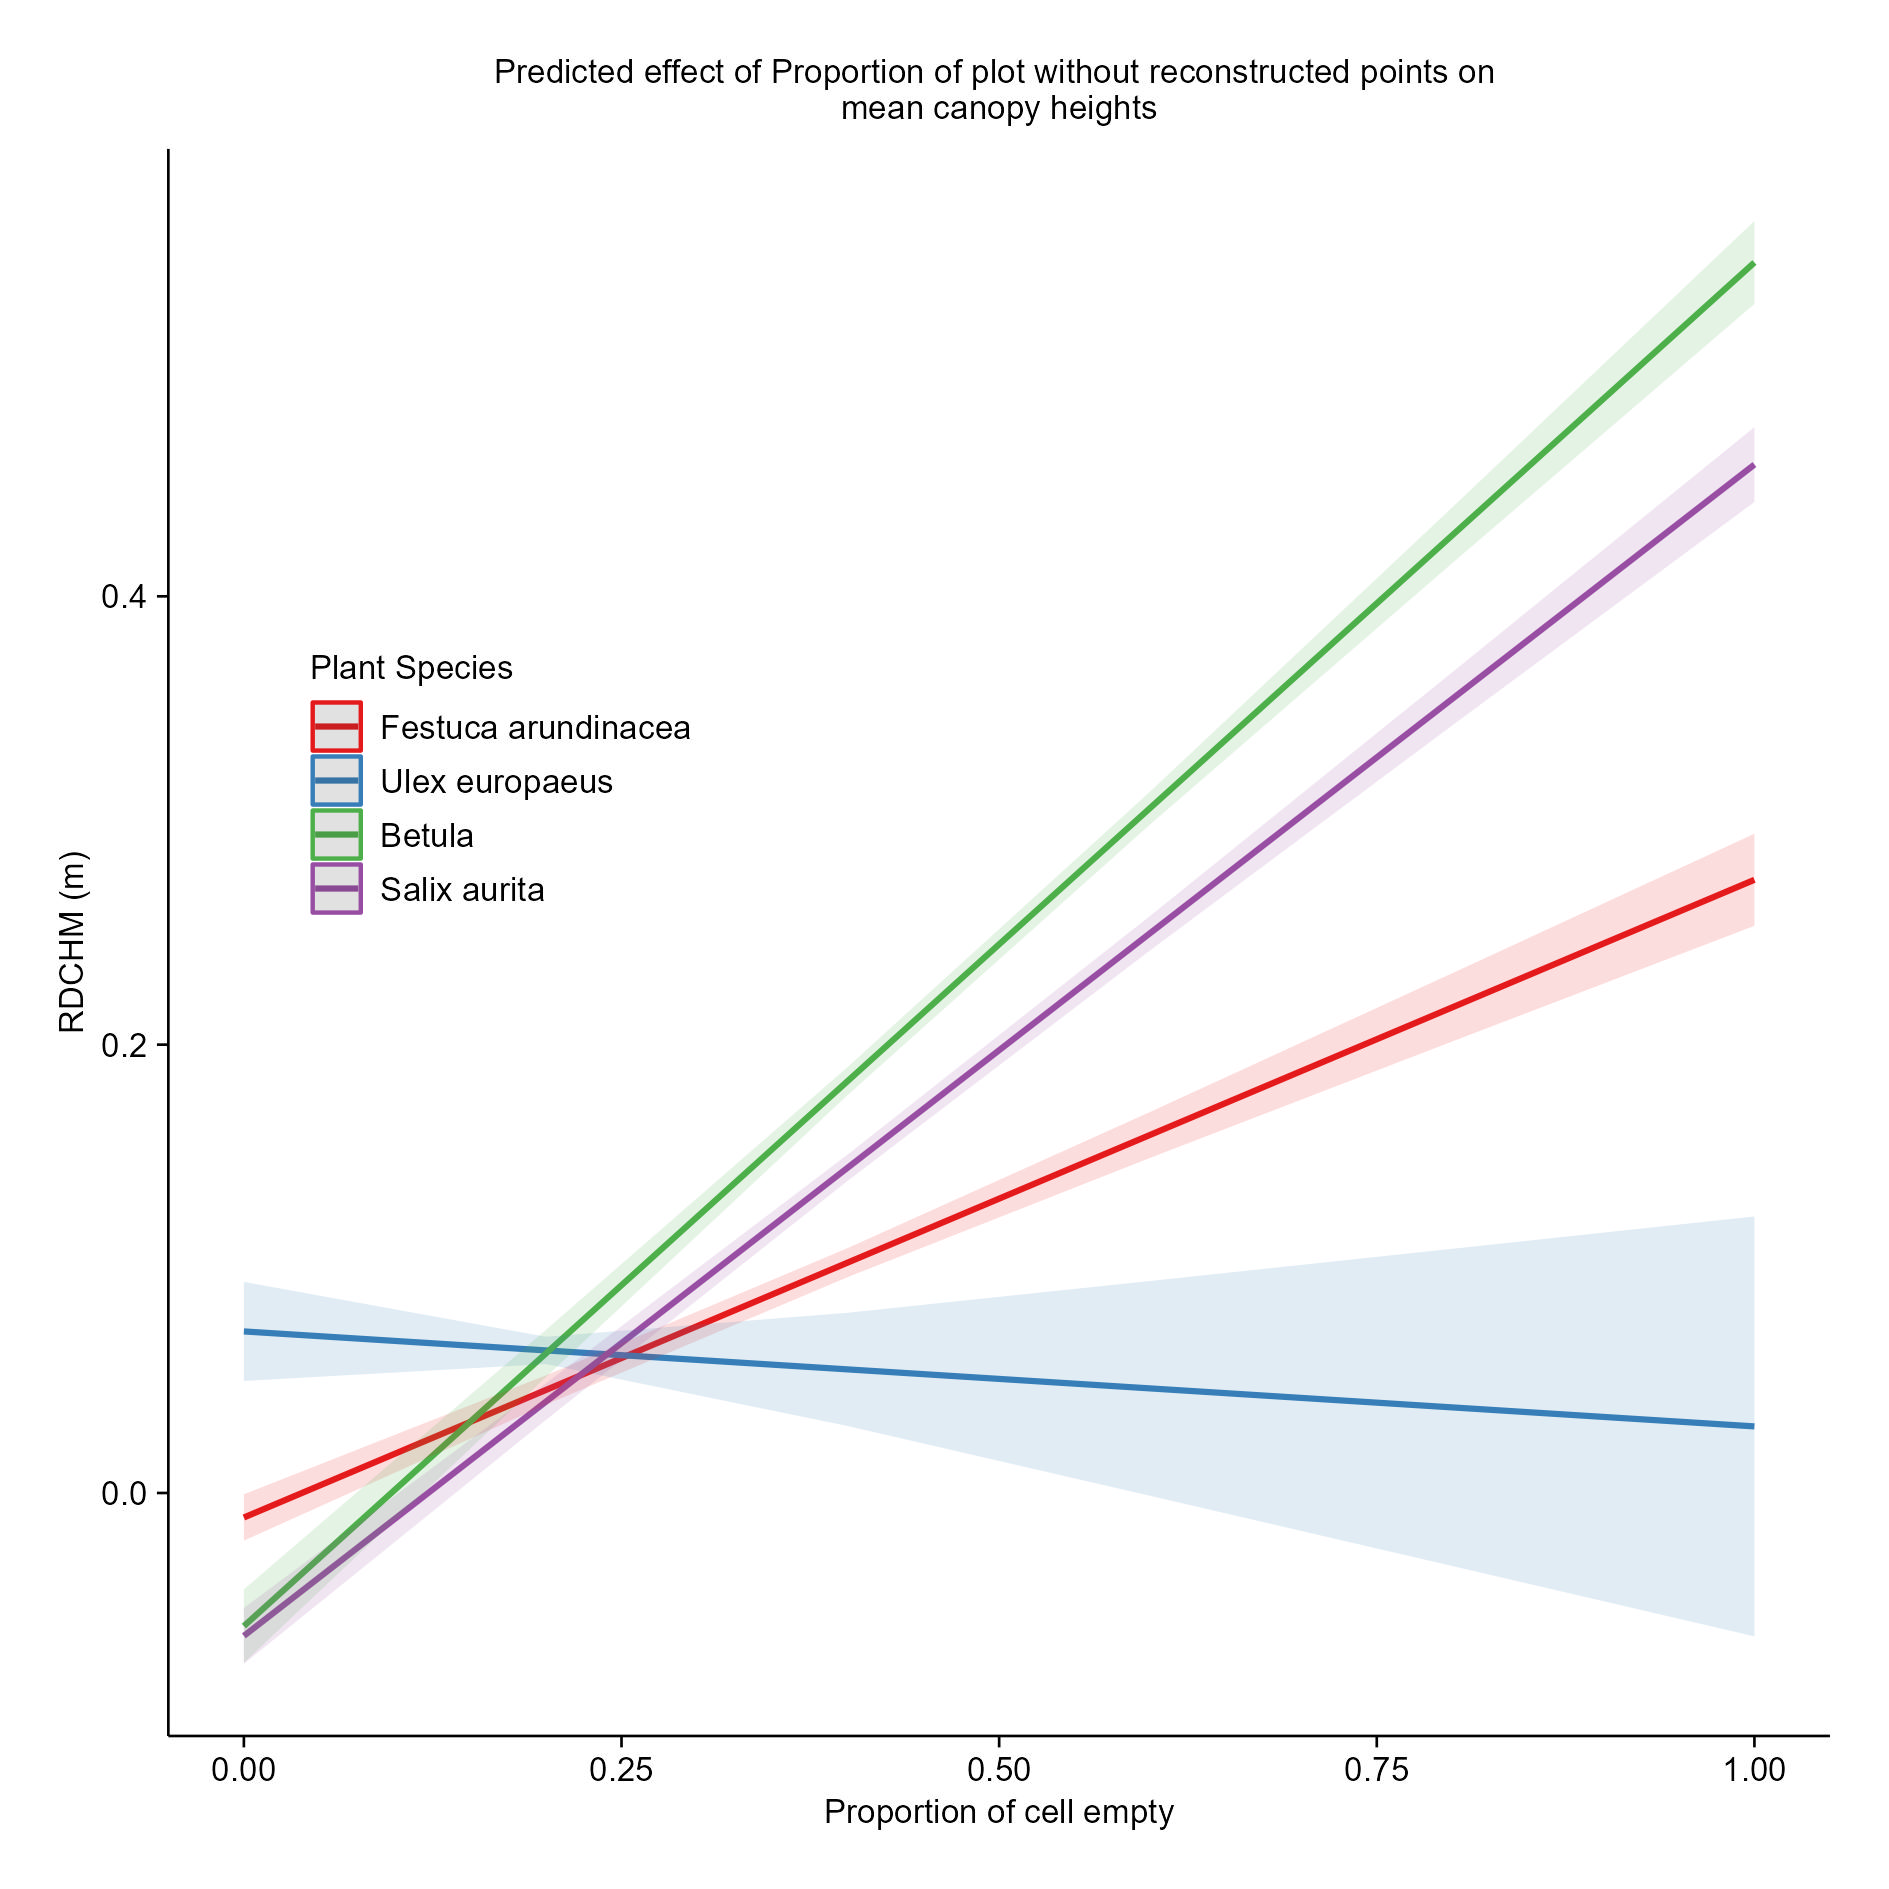 Predicted effect of Proportion of plot without reconstructed points on
mean canopy heights
0.4
Plant Species
Festuca arundinacea
Ulex europaeus
Betula
Salix aurita
RDCHM (m)
0.2
0.0
0.00 0.25 0.50 0.75 1.00
Proportion of cell empty